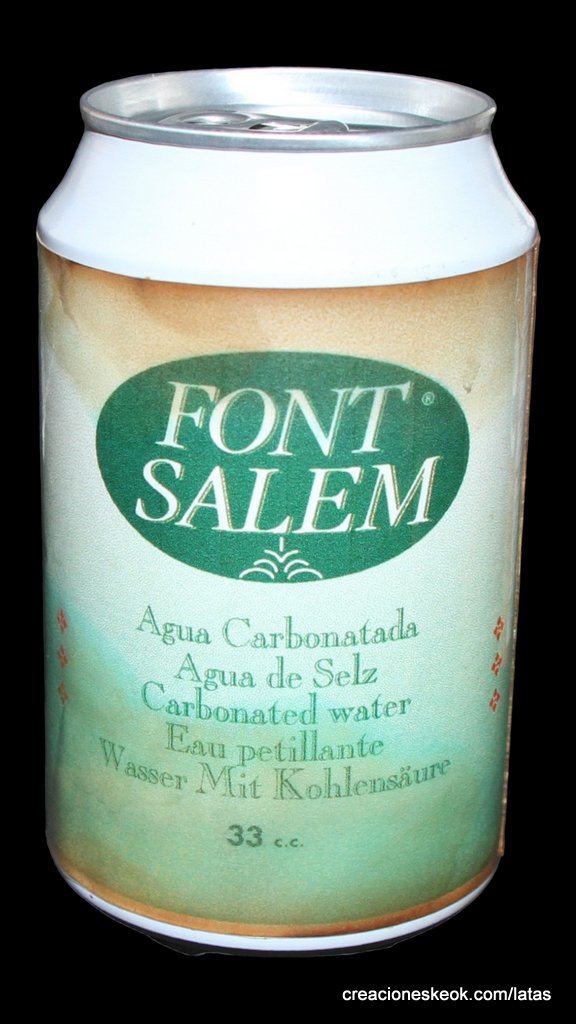 FONT ®
SALEM
Agua Carbonatada
Agua de Selz
Carbonated water
Eau petillante
Wasser Mit Kohlensäure
33 c.c.
creacioneskeok.com/latas